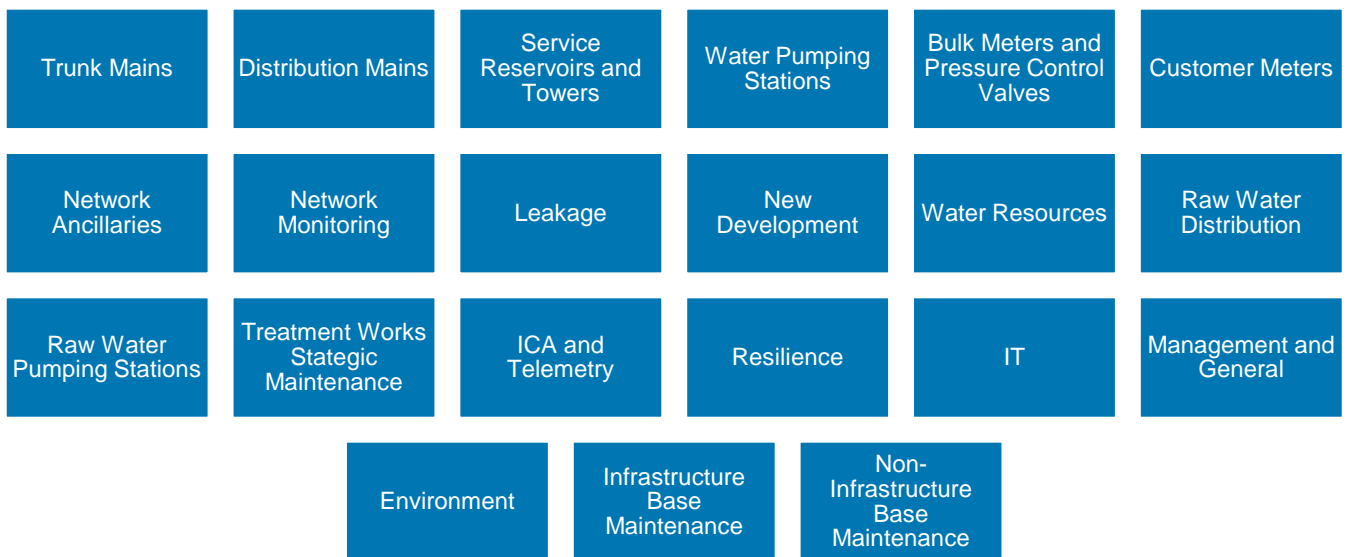 Trunk Mains
Distribution Mains
Service
Reservoirs and
Towers
Water Pumping
Stations
Bulk Meters and
Pressure Control
Valves
Customer Meters
Network
Ancillaries
Network
Monitoring
Leakage
New
Development
Water Resources
Raw Water
Distribution
Raw Water
Pumping Stations
Treatment Works
Stategic
Maintenance
ICA and
Telemetry
Resilience
IT
Management and
General
Environment
Infrastructure
Base
Maintenance
Non-
Infrastructure
Base
Maintenance